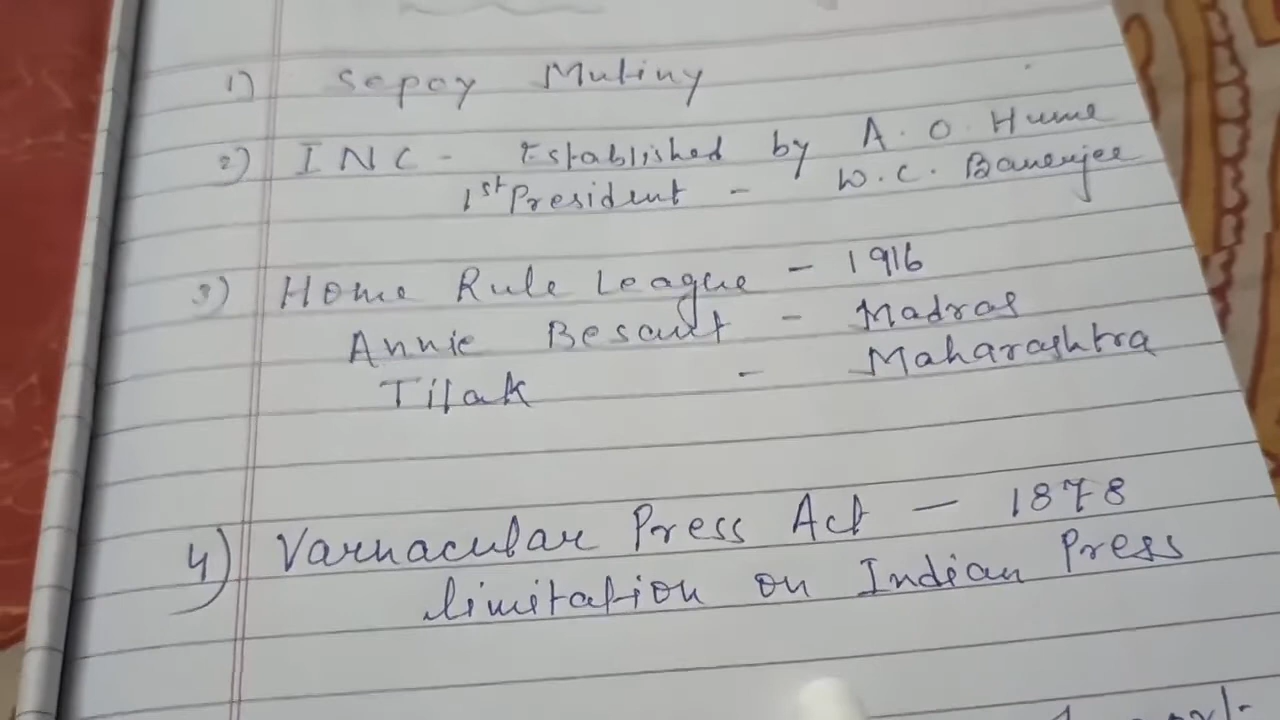 1) Sepoy Mutiny
2) INC - Established by A.O. Hume
1st President - W.C. Banerjee
3) Home Rule League - 1916
Annie Besant - Madras
Tilak - Maharashtra
4) Varnacular Press Act - 1878
limitation on Indian Press